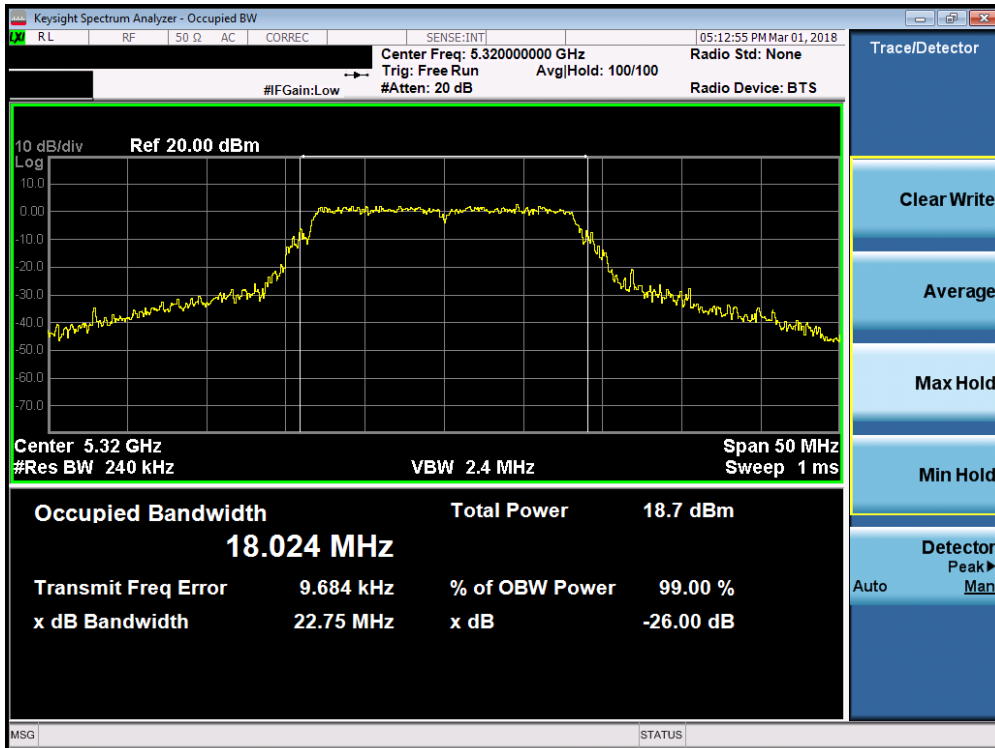 Keysight Spectrum Analyzer - Occupied BW
LXI RL RF 50 Ω AC CORREC SENSE:INT 05:12:55 PM Mar 01, 2018
Center Freq: 5.320000000 GHz Radio Std: None
Trig: Free Run Avg|Hold: 100/100
#IFGain:Low #Atten: 20 dB Radio Device: BTS
Trace/Detector
10 dB/div Ref 20.00 dBm
Log
10.0
0.00
-10.0
-20.0
-30.0
-40.0
-50.0
-60.0
-70.0
Center 5.32 GHz Span 50 MHz
#Res BW 240 kHz VBW 2.4 MHz Sweep 1 ms
Occupied Bandwidth Total Power 18.7 dBm
18.024 MHz
Transmit Freq Error 9.684 kHz % of OBW Power 99.00 %
x dB Bandwidth 22.75 MHz x dB -26.00 dB
Clear Write
Average
Max Hold
Min Hold
Detector
Peak▶
Auto Man
MSG STATUS